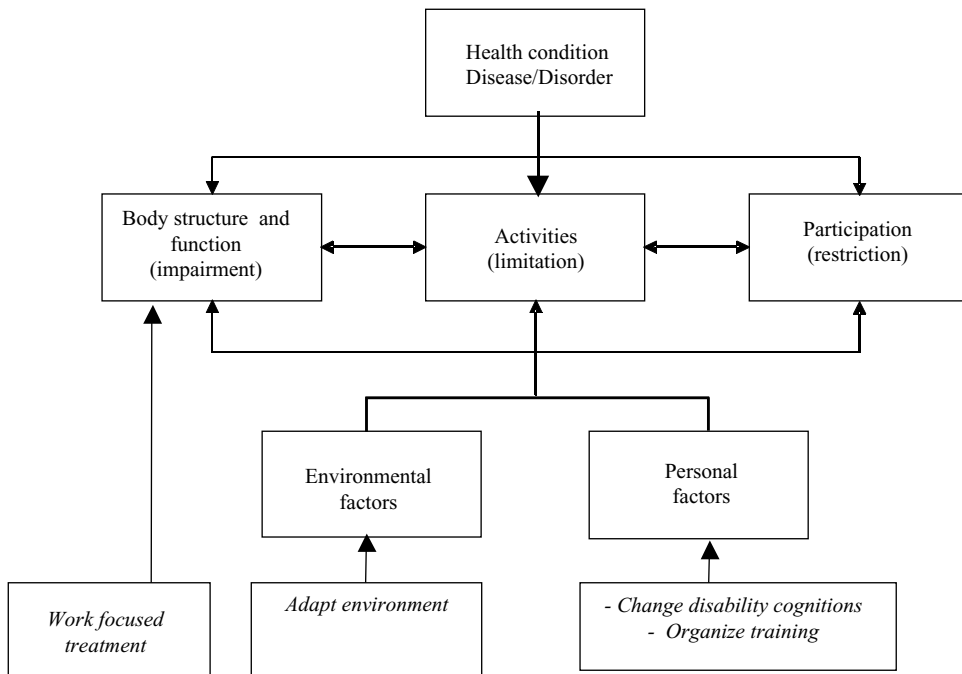 Health condition
Disease/Disorder
Body structure and
function
(impairment)
Activities
(limitation)
Participation
(restriction)
Environmental
factors
Personal
factors
Work focused
treatment
Adapt environment
- Change disability cognitions
- Organize training